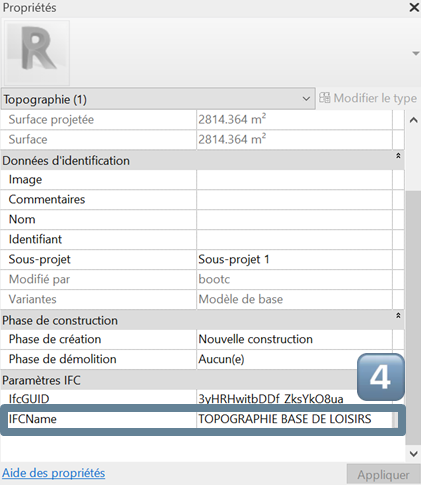 Propriétés
Topographie (1) Modifier le type
Surface projetée 2814.364 m²
Surface 2814.364 m²
Données d'identification
Image
Commentaires
Nom
Identifiant
Sous-projet Sous-projet 1
Modifié par bootc
Variantes Modèle de base
Phase de construction
Phase de création Nouvelle construction
Phase de démolition Aucun(e)
4
Paramètres IFC
IfcGUID 3yHRHwitbDDf_ZksYkO8ua
IFCName TOPOGRAPHIE BASE DE LOISIRS
Aide des propriétés Appliquer